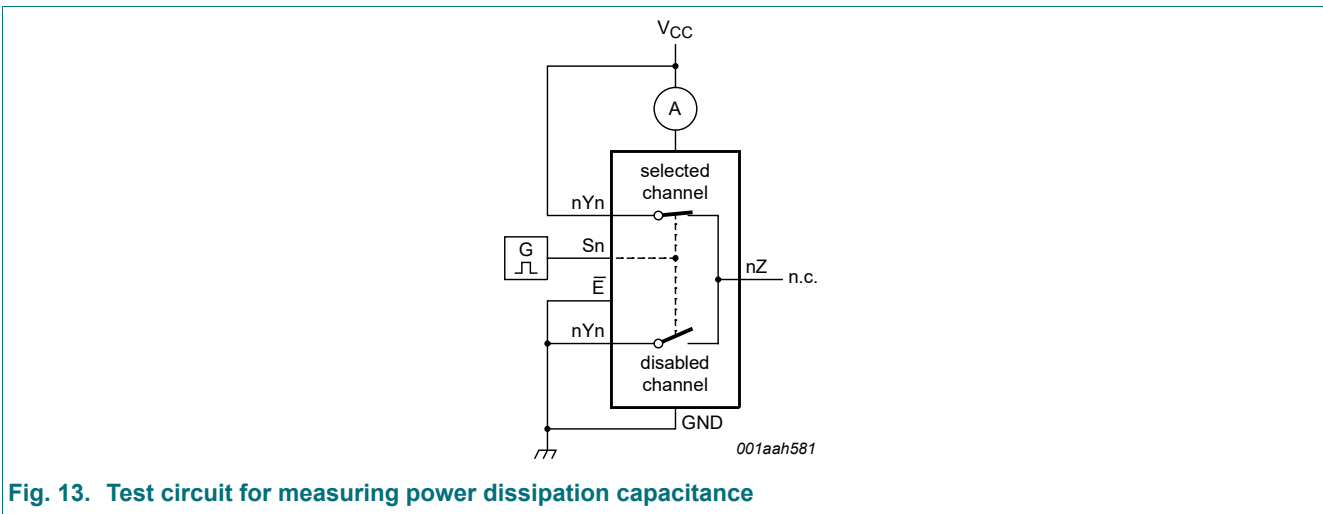 VCC
A
selected
channel
nYn
G
Sn
E̅
nZ
n.c.
nYn
disabled
channel
GND
001aah581
Fig. 13. Test circuit for measuring power dissipation capacitance